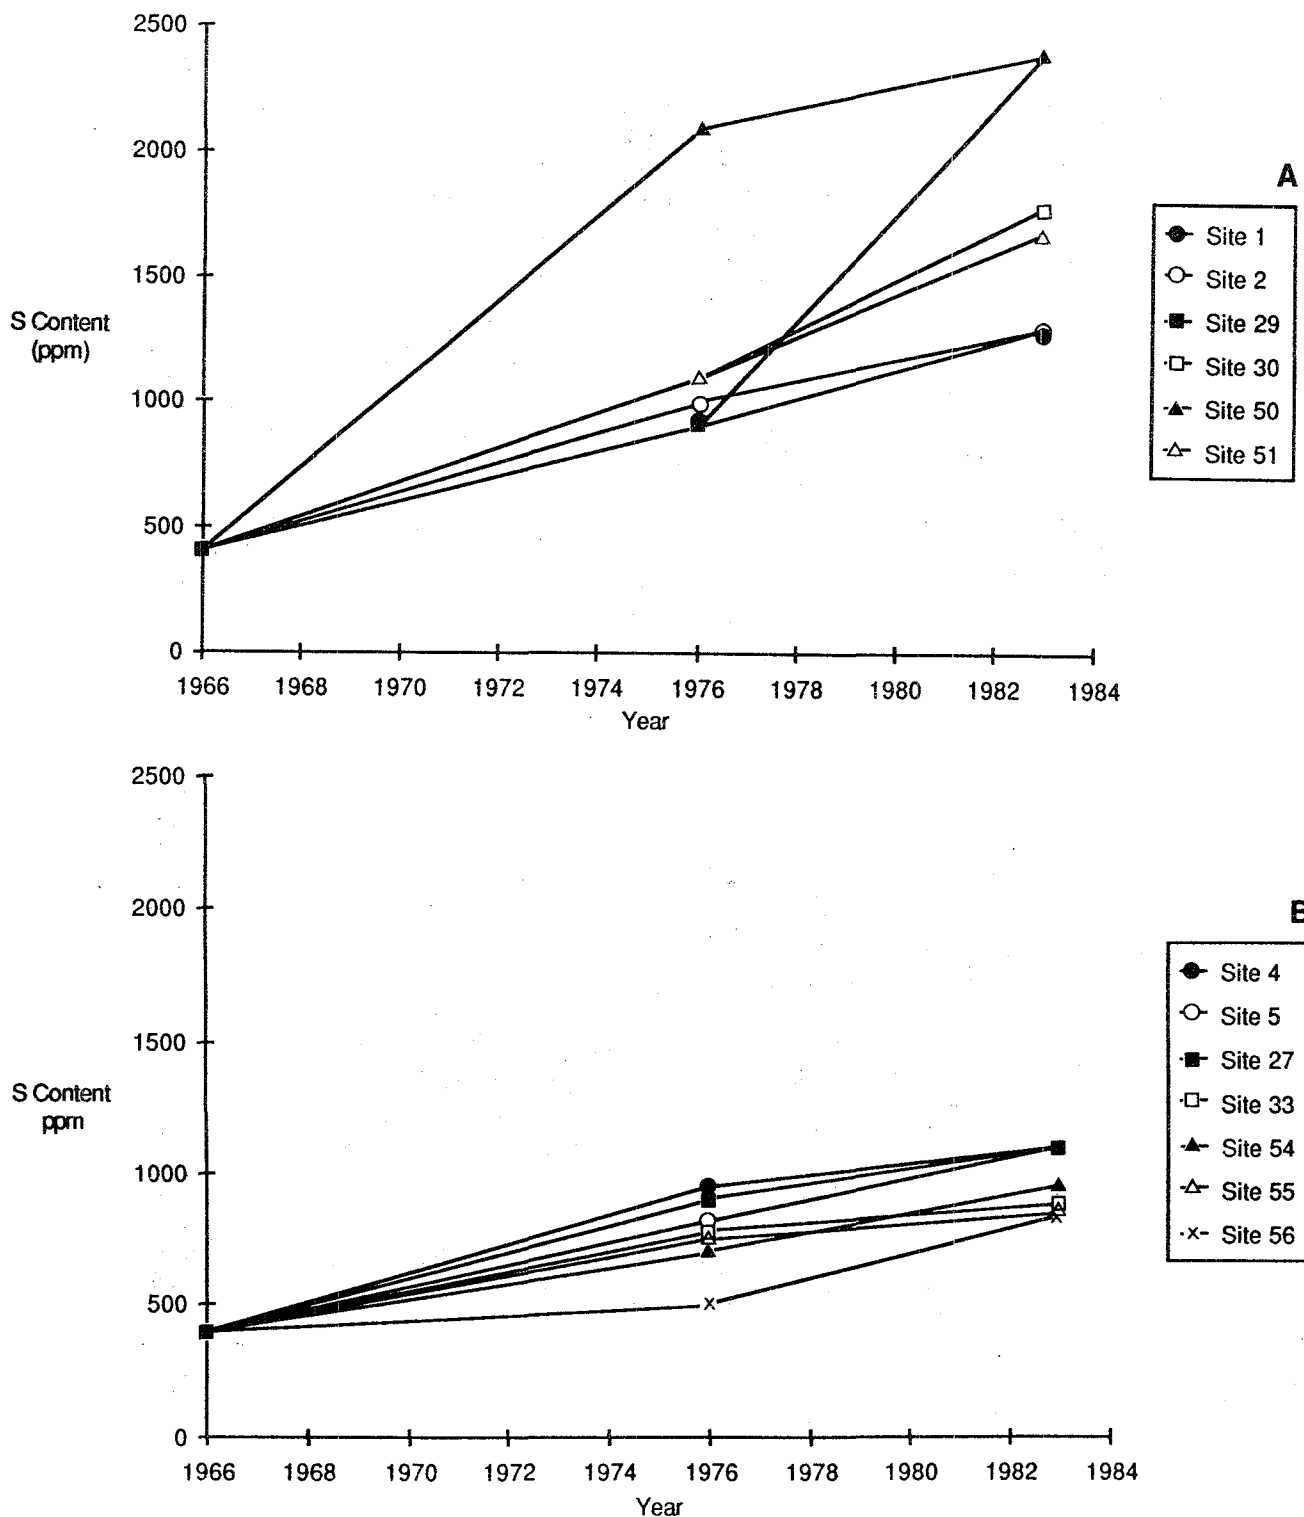 2500
2000
1500
1000
500
0
S Content
(ppm)
1966 1968 1970 1972 1974 1976 1978 1980 1982 1984
Year
A
Site 1
Site 2
Site 29
Site 30
Site 50
Site 51
2500
2000
1500
1000
500
0
S Content
ppm
1966 1968 1970 1972 1974 1976 1978 1980 1982 1984
Year
B
Site 4
Site 5
Site 27
Site 33
Site 54
Site 55
Site 56